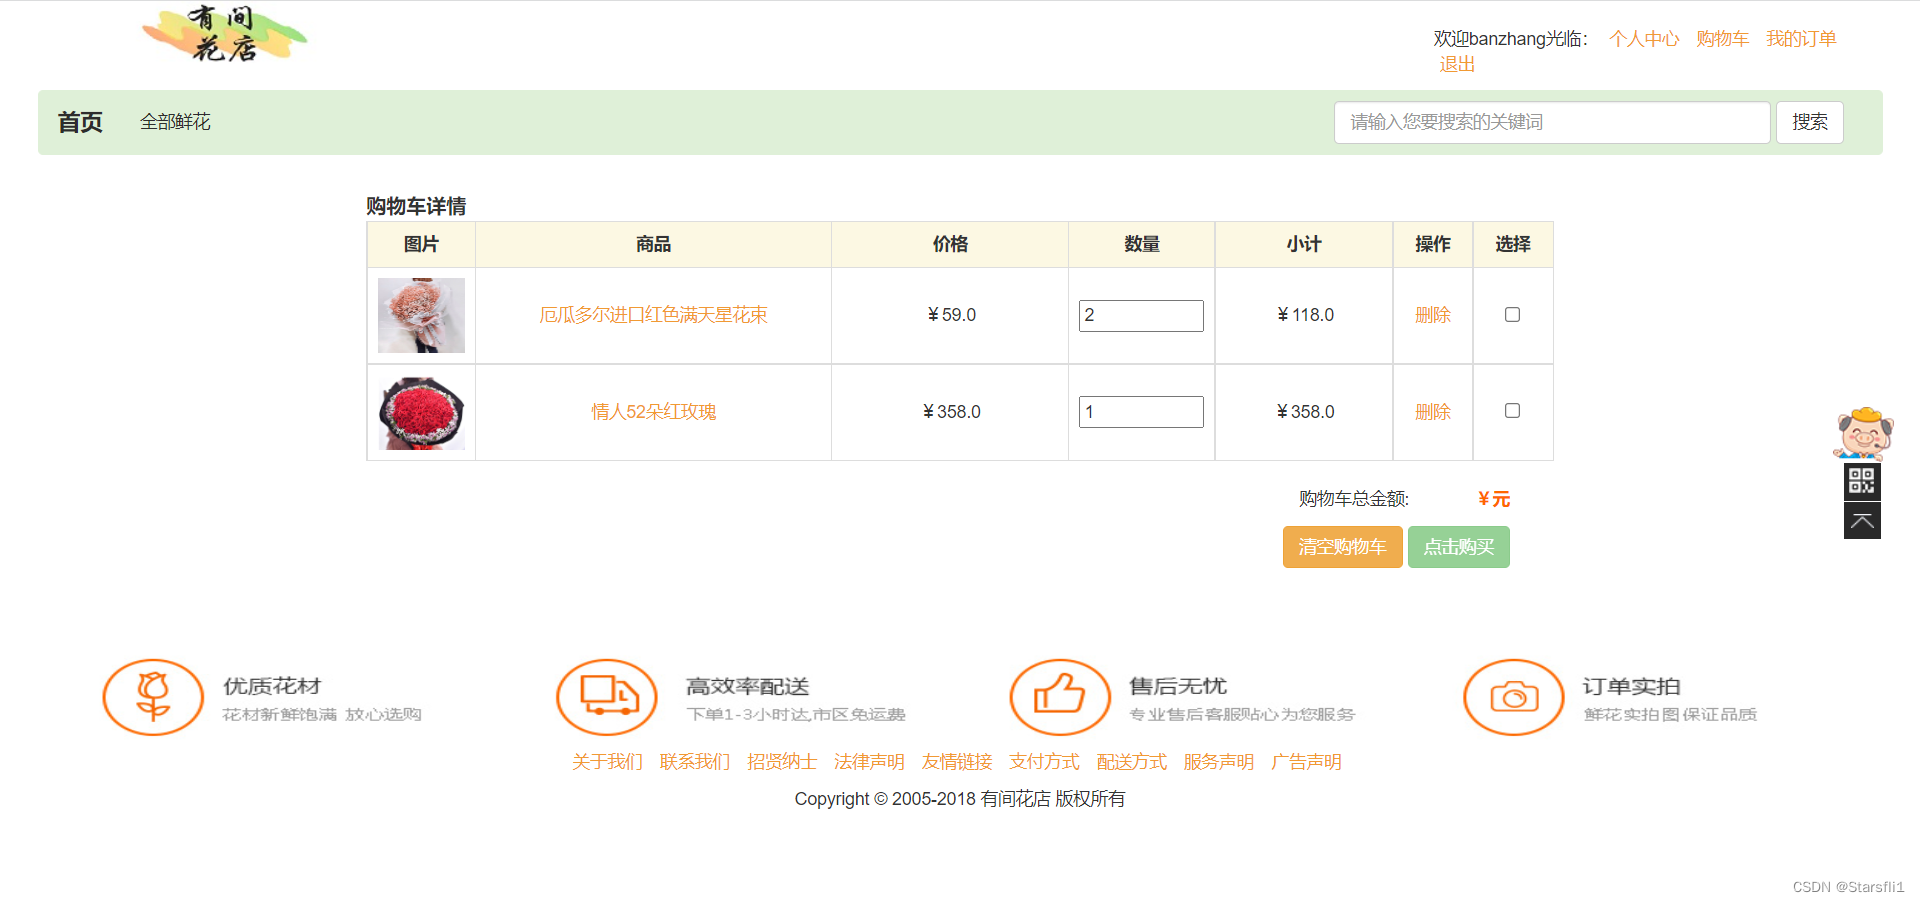 有间
花店
欢迎banzhang光临： 个人中心 购物车 我的订单
退出
首页 全部鲜花 请输入您要搜索的关键词 搜索
购物车详情
图片 商品 价格 数量 小计 操作 选择
厄瓜多尔进口红色满天星花束 ¥59.0 2 ¥118.0 删除
情人52朵红玫瑰 ¥358.0 1 ¥358.0 删除
购物车总金额: ¥元
清空购物车 点击购买
优质花材 高效率配送 售后无忧 订单实拍
花材新鲜饱满 放心选购 下单1-3小时达,市区免运费 专业售后客服贴心为您服务 鲜花实拍图保证品质
关于我们 联系我们 招贤纳士 法律声明 友情链接 支付方式 配送方式 服务声明 广告声明
Copyright © 2005-2018 有间花店 版权所有
CSDN @Starsfli1